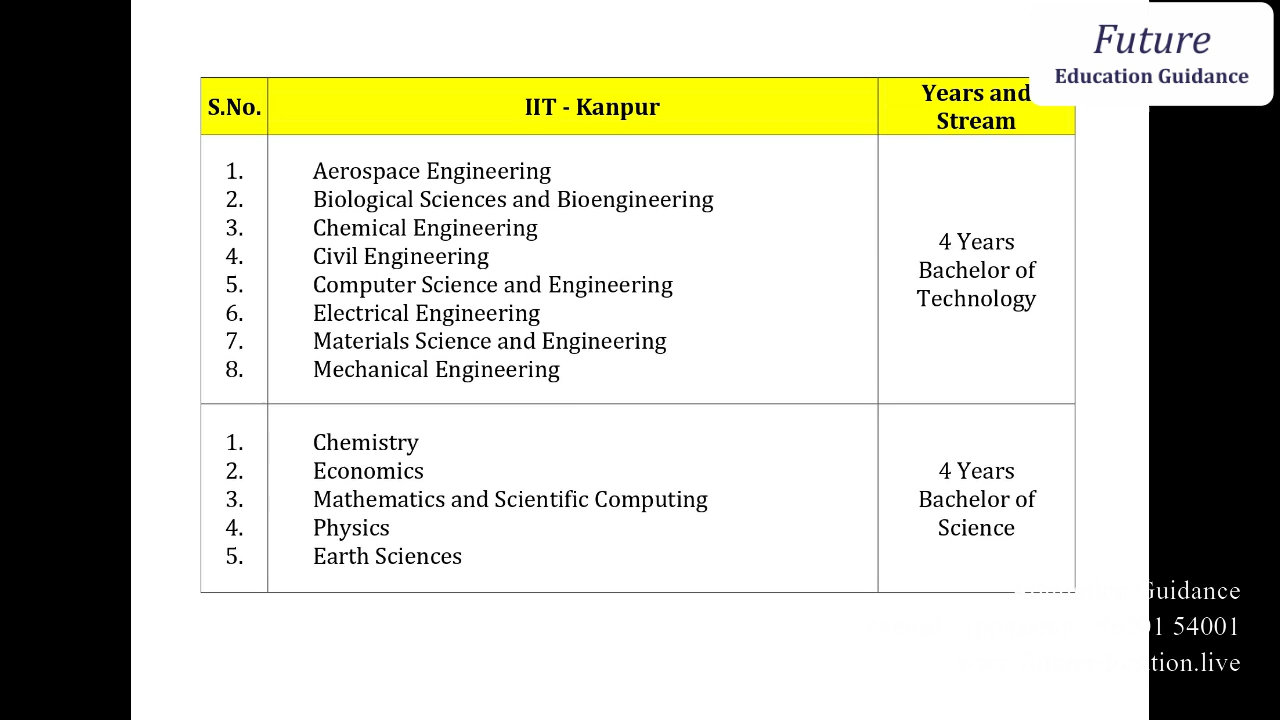 Future
Education Guidance
S.No. IIT - Kanpur Years and Stream
1. Aerospace Engineering
2. Biological Sciences and Bioengineering
3. Chemical Engineering
4. Civil Engineering
5. Computer Science and Engineering
6. Electrical Engineering
7. Materials Science and Engineering
8. Mechanical Engineering
4 Years
Bachelor of
Technology
1. Chemistry
2. Economics
3. Mathematics and Scientific Computing
4. Physics
5. Earth Sciences
4 Years
Bachelor of
Science
Guidance
54001